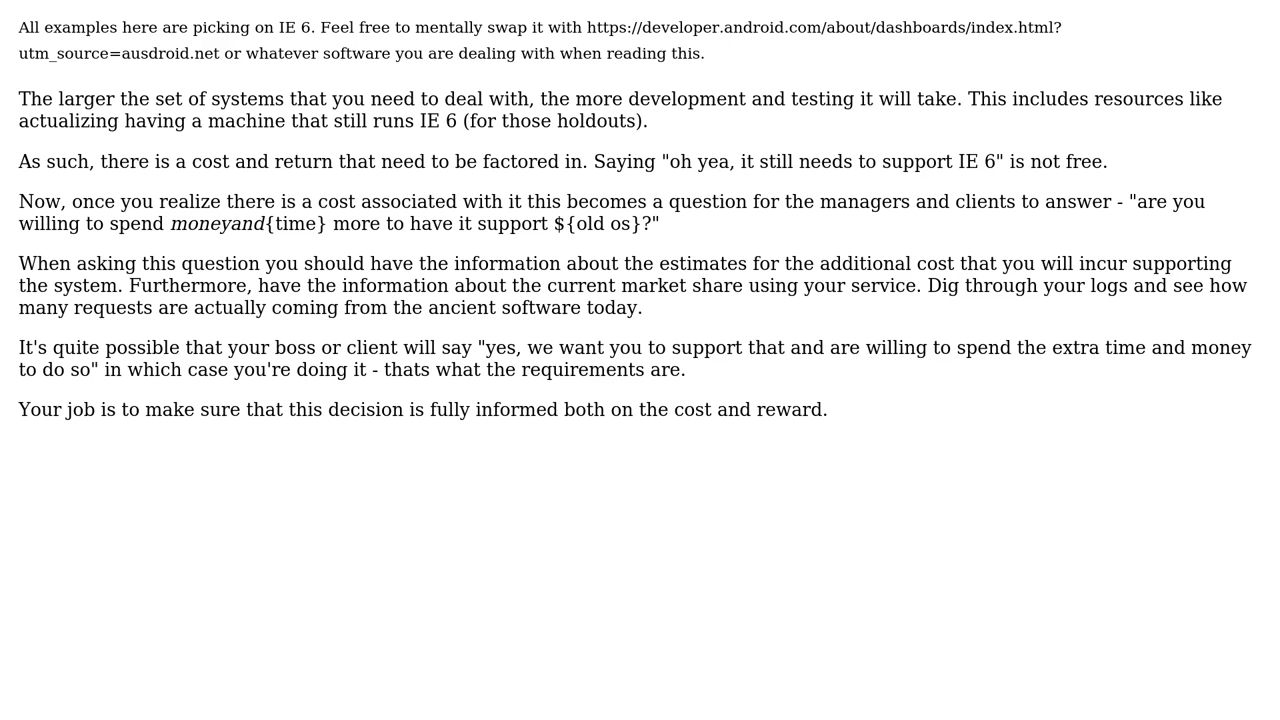 All examples here are picking on IE 6. Feel free to mentally swap it with https://developer.android.com/about/dashboards/index.html?
utm_source=ausdroid.net or whatever software you are dealing with when reading this.
The larger the set of systems that you need to deal with, the more development and testing it will take. This includes resources like
actualizing having a machine that still runs IE 6 (for those holdouts).
As such, there is a cost and return that need to be factored in. Saying "oh yea, it still needs to support IE 6" is not free.
Now, once you realize there is a cost associated with it this becomes a question for the managers and clients to answer - "are you
willing to spend moneyand{time} more to have it support ${old os}?"
When asking this question you should have the information about the estimates for the additional cost that you will incur supporting
the system. Furthermore, have the information about the current market share using your service. Dig through your logs and see how
many requests are actually coming from the ancient software today.
It's quite possible that your boss or client will say "yes, we want you to support that and are willing to spend the extra time and money
to do so" in which case you're doing it - thats what the requirements are.
Your job is to make sure that this decision is fully informed both on the cost and reward.